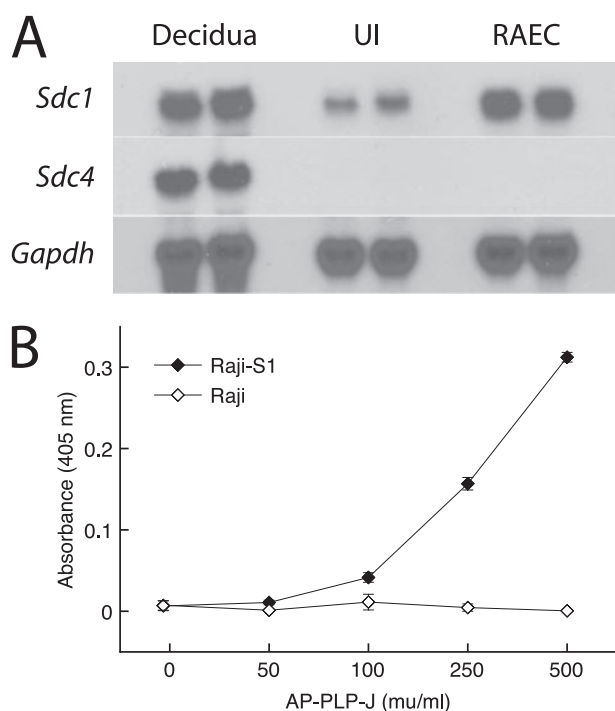 A
Decidua UI RAEC
Sdc1
Sdc4
Gapdh
B
Raji-S1
Raji
Absorbance (405 nm)
0.3
0.2
0.1
0
0 50 100 250 500
AP-PLP-J (mu/ml)